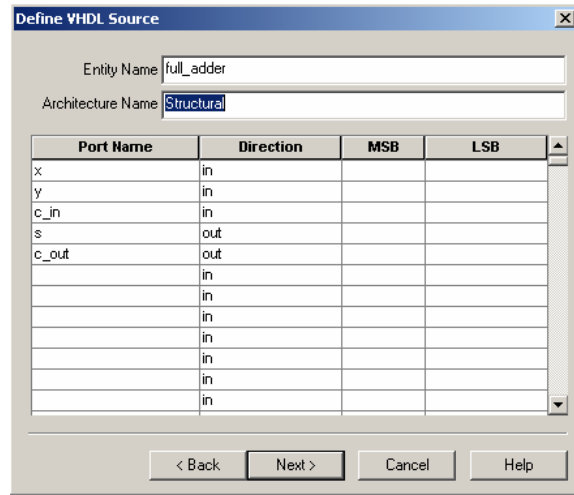 Define VHDL Source
Entity Name full_adder
Architecture Name Structural
Port Name Direction MSB LSB
x in
y in
c_in in
s out
c_out out
in
in
in
in
in
in
in
< Back Next > Cancel Help